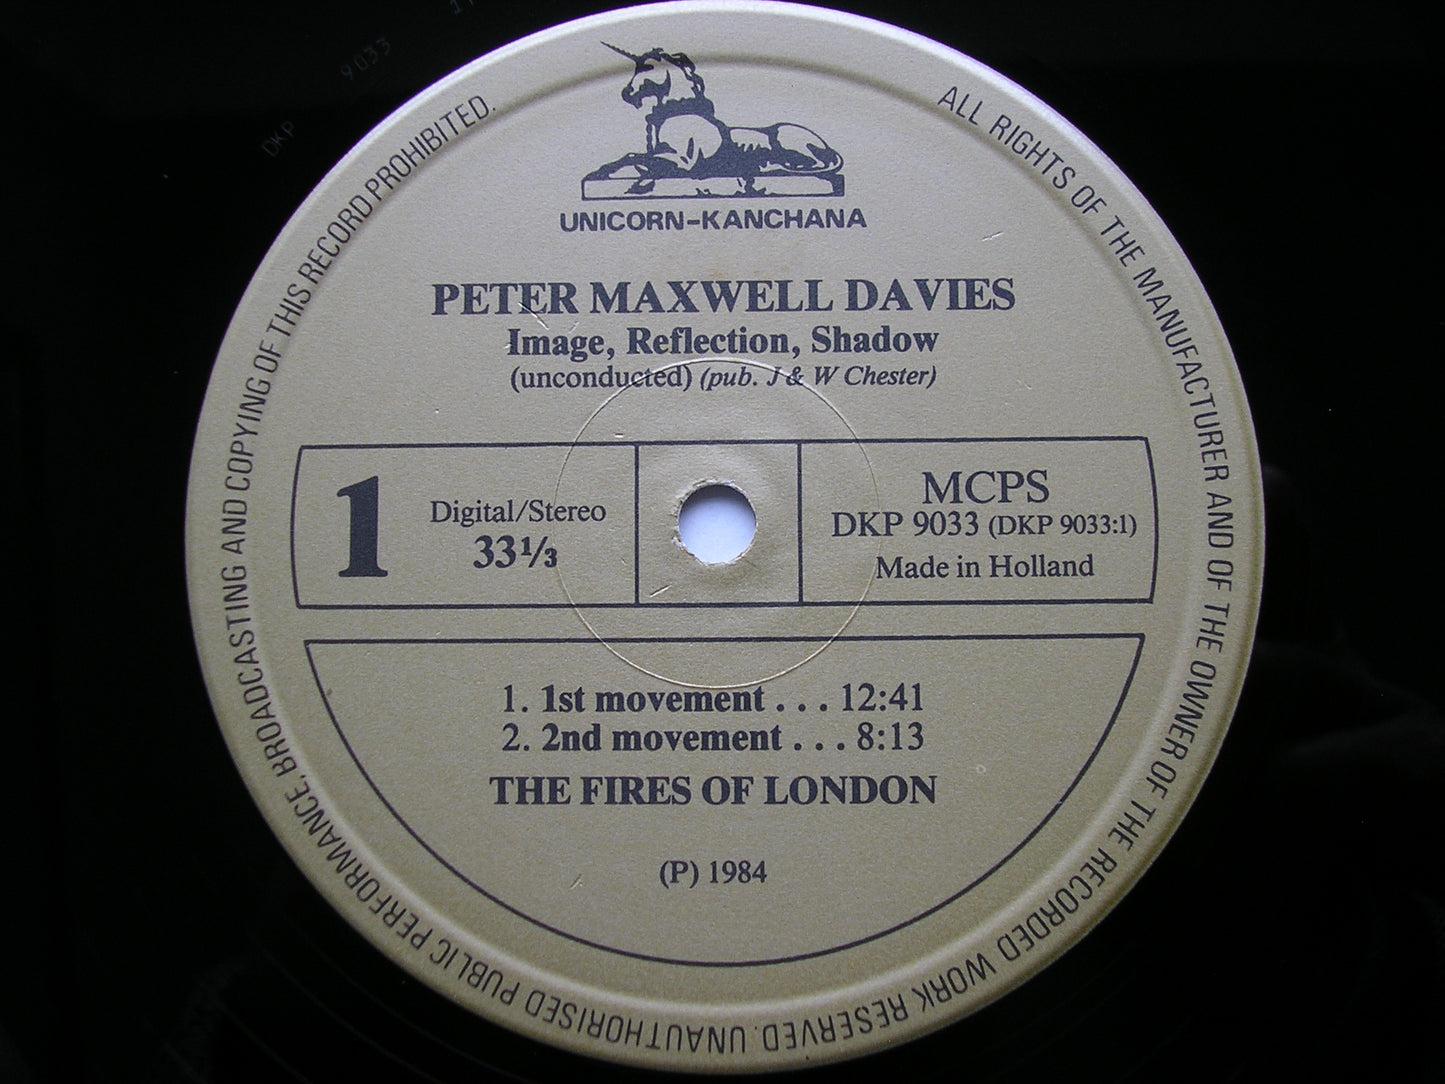 ALL RIGHTS OF THE MANUFACTURER AND OF THE OWNER OF THE RECORDED WORK RESERVED. UNAUTHORISED PUBLIC PERFORMANCE, BROADCASTING AND COPYING OF THIS RECORD PROHIBITED.
DKP 9033
UNICORN-KANCHANA
PETER MAXWELL DAVIES
Image, Reflection, Shadow
(unconducted) (pub. J & W Chester)
1
Digital/Stereo
33⅓
MCPS
DKP 9033 (DKP 9033:1)
Made in Holland
1. 1st movement . . . 12:41
2. 2nd movement . . . 8:13
THE FIRES OF LONDON
(P) 1984